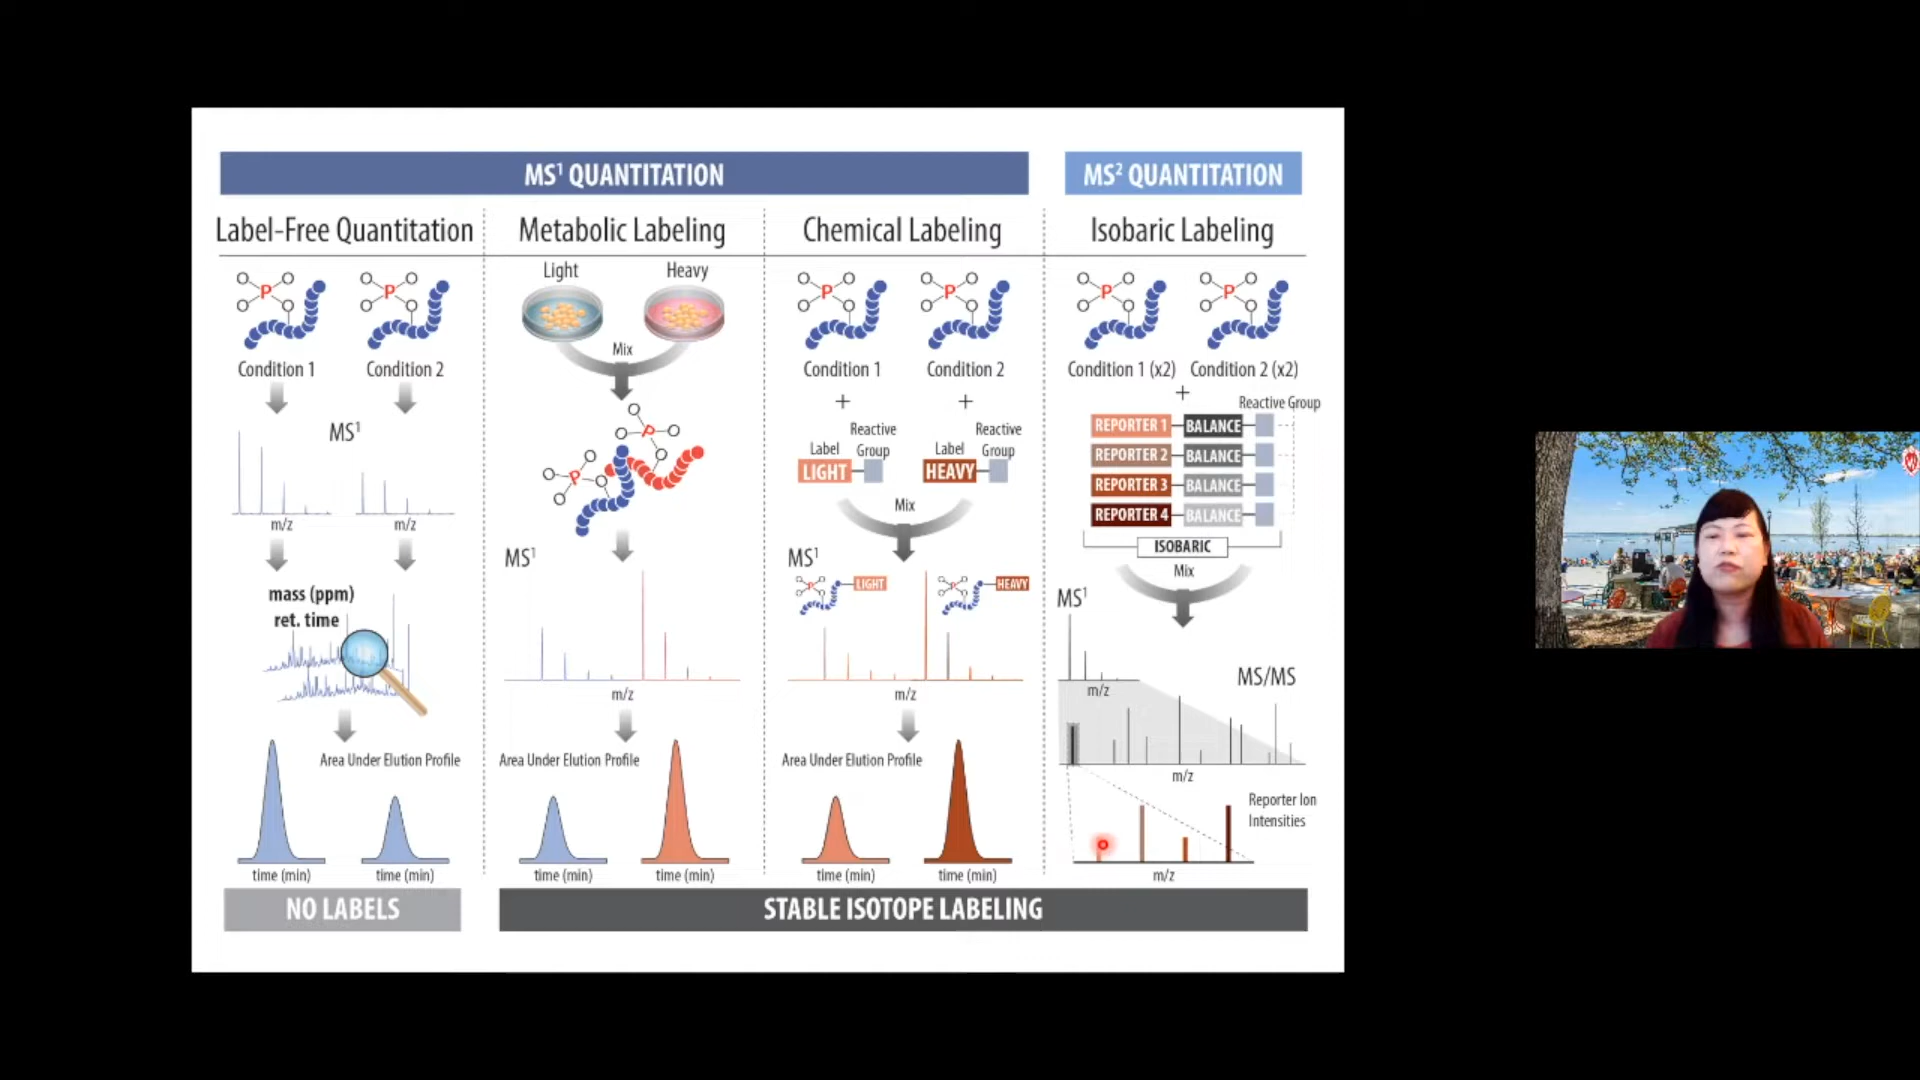 MS¹ QUANTITATION
MS² QUANTITATION
Label-Free Quantitation
Metabolic Labeling
Chemical Labeling
Isobaric Labeling
P
P
Condition 1
Condition 2
MS¹
m/z
m/z
mass (ppm)
ret. time
Area Under Elution Profile
time (min)
time (min)
NO LABELS
Light
Heavy
Mix
P
P
MS¹
m/z
Area Under Elution Profile
time (min)
time (min)
P
P
Condition 1
Condition 2
+
+
Label
Reactive
Group
LIGHT
Label
Reactive
Group
HEAVY
Mix
MS¹
P
LIGHT
P
HEAVY
m/z
Area Under Elution Profile
time (min)
time (min)
P
P
Condition 1 (x2)
Condition 2 (x2)
+
Reactive Group
REPORTER 1 BALANCE
REPORTER 2 BALANCE
REPORTER 3 BALANCE
REPORTER 4 BALANCE
ISOBARIC
Mix
MS¹
m/z
MS/MS
m/z
Reporter Ion
Intensities
m/z
STABLE ISOTOPE LABELING